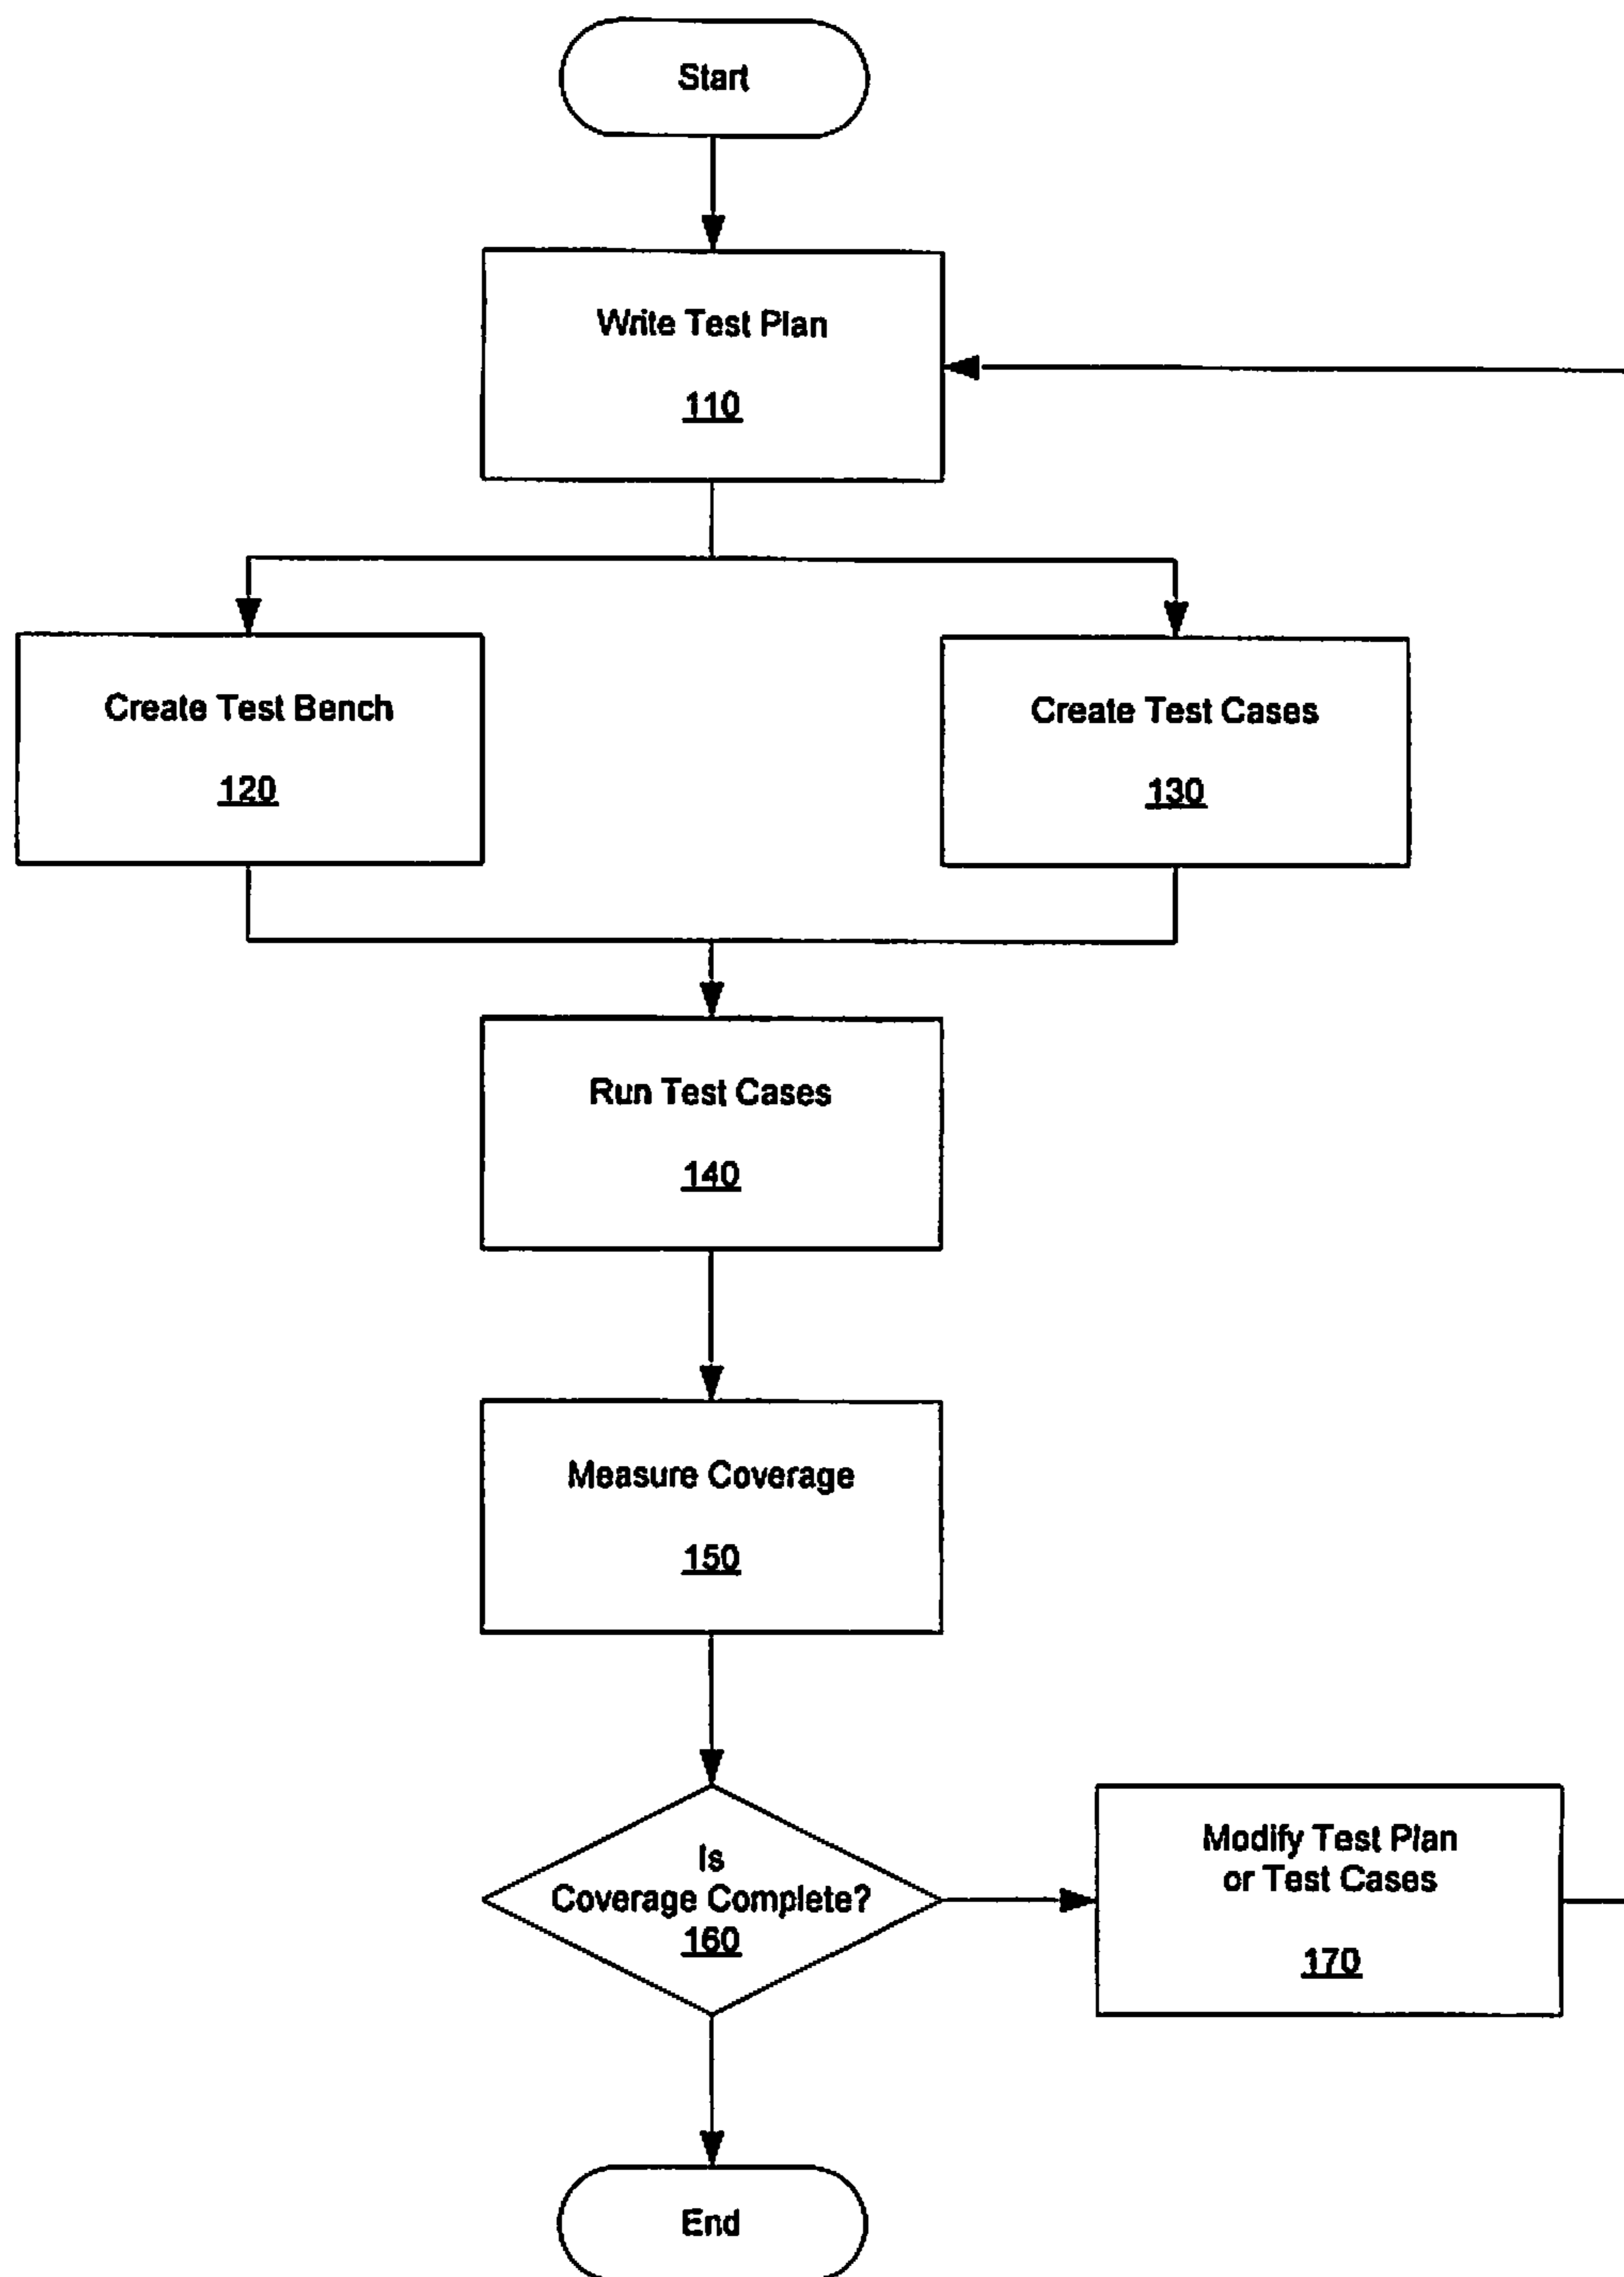 Start
Write Test Plan
110
Create Test Bench
120
Create Test Cases
130
Run Test Cases
140
Measure Coverage
150
Is
Coverage Complete?
160
Modify Test Plan
or Test Cases
170
End